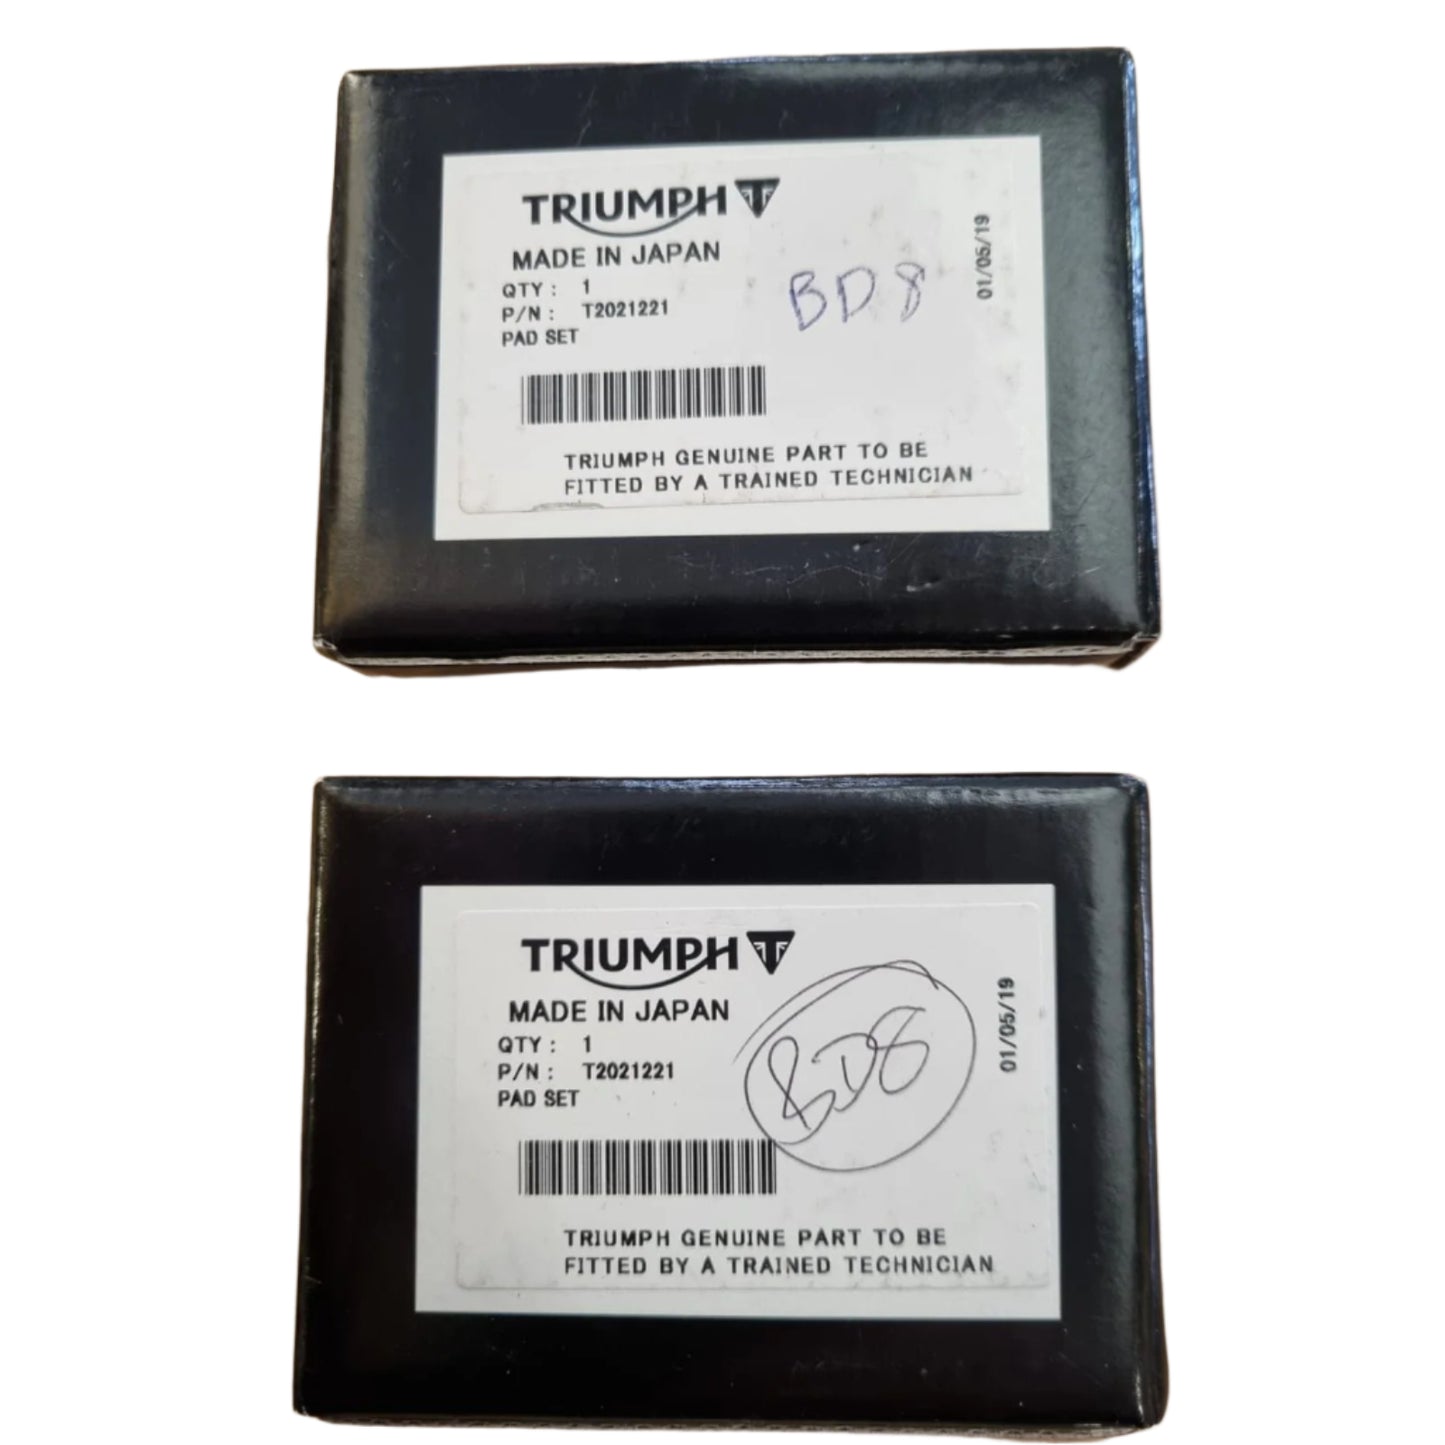 TRIUMPH
MADE IN JAPAN
QTY : 1
P/N : T2021221
PAD SET
BD8
01/05/19
TRIUMPH GENUINE PART TO BE
FITTED BY A TRAINED TECHNICIAN
TRIUMPH
MADE IN JAPAN
QTY : 1
P/N : T2021221
PAD SET
BD8
01/05/19
TRIUMPH GENUINE PART TO BE
FITTED BY A TRAINED TECHNICIAN